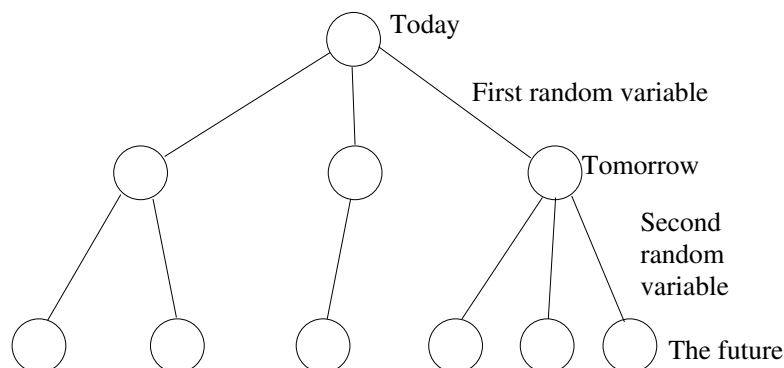 Today
First random variable
Tomorrow
Second
random
variable
The future